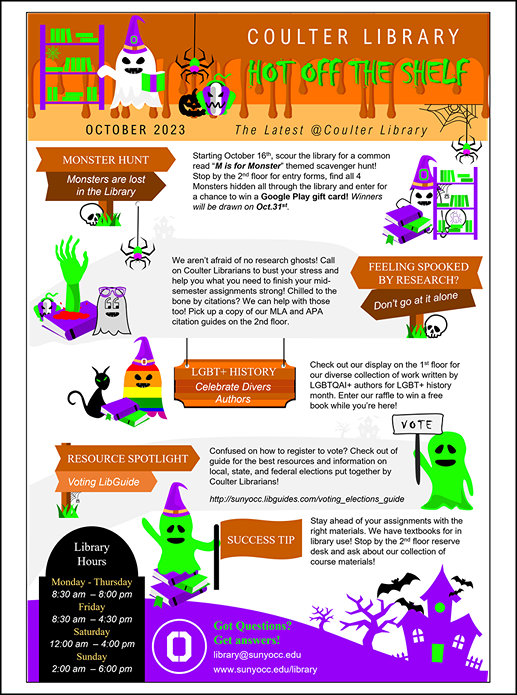 COULTER LIBRARY
HOT OFF THE SHELF
OCTOBER 2023
The Latest @Coulter Library
MONSTER HUNT
Monsters are lost
in the Library
Starting October 16th, scour the library for a common
read "M is for Monster" themed scavenger hunt!
Stop by the 2nd floor for entry forms, find all 4
Monsters hidden all through the library and enter for
a chance to win a Google Play gift card! Winners
will be drawn on Oct.31st.
We aren't afraid of no research ghosts! Call
on Coulter Librarians to bust your stress and
help you what you need to finish your mid-
semester assignments strong! Chilled to the
bone by citations? We can help with those
too! Pick up a copy of our MLA and APA
citation guides on the 2nd floor.
FEELING SPOOKED
BY RESEARCH?
Don't go at it alone
LGBT+ HISTORY
Celebrate Divers
Authors
Check out our display on the 1st floor for
our diverse collection of work written by
LGBTQAI+ authors for LGBT+ history
month. Enter our raffle to win a free
book while you're here!
VOTE
RESOURCE SPOTLIGHT
Voting LibGuide
Confused on how to register to vote? Check out of
guide for the best resources and information on
local, state, and federal elections put together by
Coulter Librarians!
http://sunyocc.libguides.com/voting_elections_guide
SUCCESS TIP
Stay ahead of your assignments with the
right materials. We have textbooks for in
library use! Stop by the 2nd floor reserve
desk and ask about our collection of
course materials!
Library
Hours
Monday - Thursday
8:30 am – 8:00 pm
Friday
8:30 am – 4:30 pm
Saturday
12:00 am – 4:00 pm
Sunday
2:00 am – 6:00 pm
Got Questions?
Get answers!
library@sunyocc.edu
www.sunyocc.edu/library